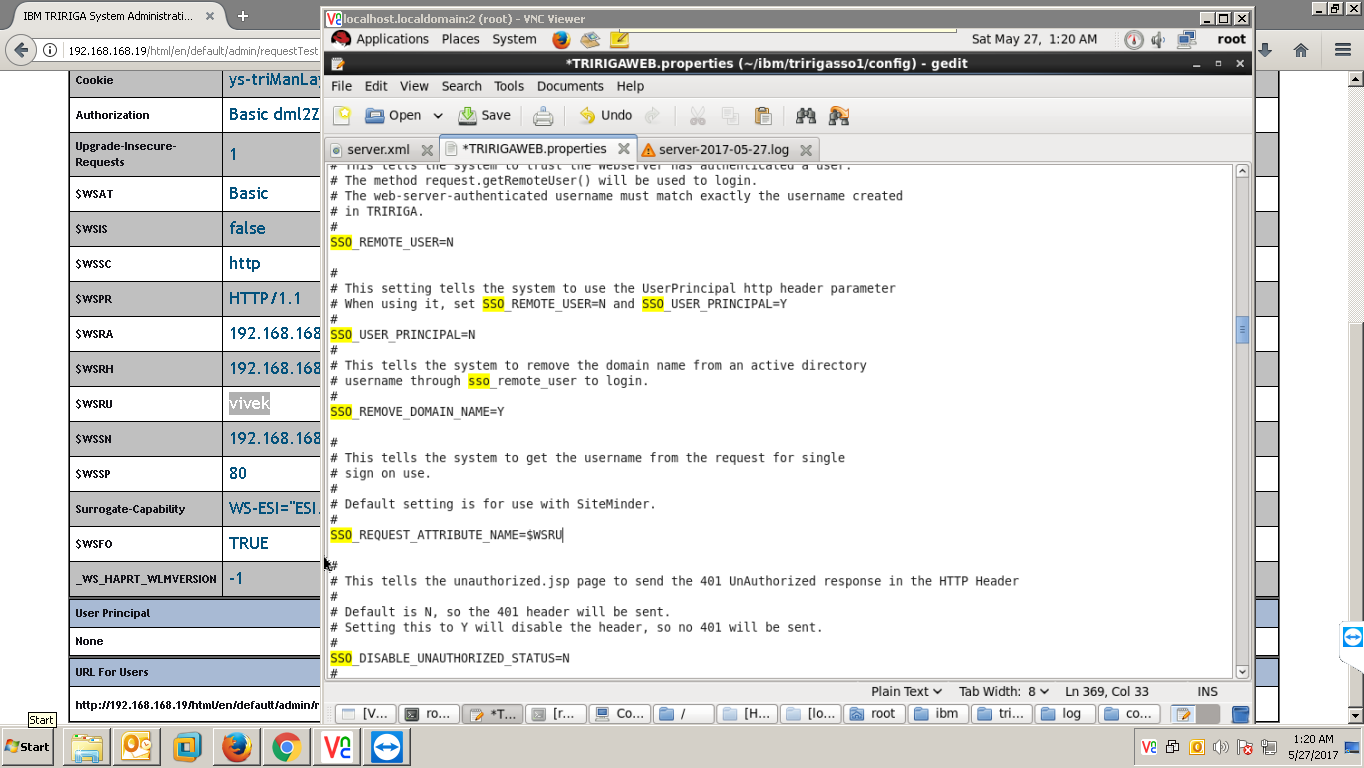 IBM TRIRIGA System Administrati...
192.168.168.19/html/en/default/admin/requestTest
Cookie
ys-triManLay
Authorization
Basic dml2Z
Upgrade-Insecure-
Requests
1
$WSAT
Basic
$WSIS
false
$WSSC
http
$WSPR
HTTP/1.1
$WSRA
192.168.168
$WSRH
192.168.168
$WSRU
vivek
$WSSN
192.168.168
$WSSP
80
Surrogate-Capability
WS-ESI="ESI
$WSFO
TRUE
_WS_HAPRT_WLMVERSION
-1
User Principal
None
URL For Users
http://192.168.168.19/html/en/default/admin/r
localhost.localdomain:2 (root) - VNC Viewer
Applications Places System
Sat May 27, 1:20 AM
root
*TRIRIGAWEB.properties (~/ibm/tririgasso1/config) - gedit
File Edit View Search Tools Documents Help
Open Save Undo
server.xml
*TRIRIGAWEB.properties
server-2017-05-27.log
# This tells the system to trust the webserver has authenticated a user.
# The method request.getRemoteUser() will be used to login.
# The web-server-authenticated username must match exactly the username created
# in TRIRIGA.
#
SSO_REMOTE_USER=N
#
# This setting tells the system to use the UserPrincipal http header parameter
# When using it, set SSO_REMOTE_USER=N and SSO_USER_PRINCIPAL=Y
#
SSO_USER_PRINCIPAL=N
#
# This tells the system to remove the domain name from an active directory
# username through sso_remote_user to login.
#
SSO_REMOVE_DOMAIN_NAME=Y
#
# This tells the system to get the username from the request for single
# sign on use.
#
# Default setting is for use with SiteMinder.
#
SSO_REQUEST_ATTRIBUTE_NAME=$WSRU
#
# This tells the unauthorized.jsp page to send the 401 UnAuthorized response in the HTTP Header
#
# Default is N, so the 401 header will be sent.
# Setting this to Y will disable the header, so no 401 will be sent.
#
SSO_DISABLE_UNAUTHORIZED_STATUS=N
#
Plain Text Tab Width: 8 Ln 369, Col 33 INS
[V... ro... *T... [r... Co... / [H... [lo... root ibm tri... log co...
Start
Start
1:20 AM
5/27/2017